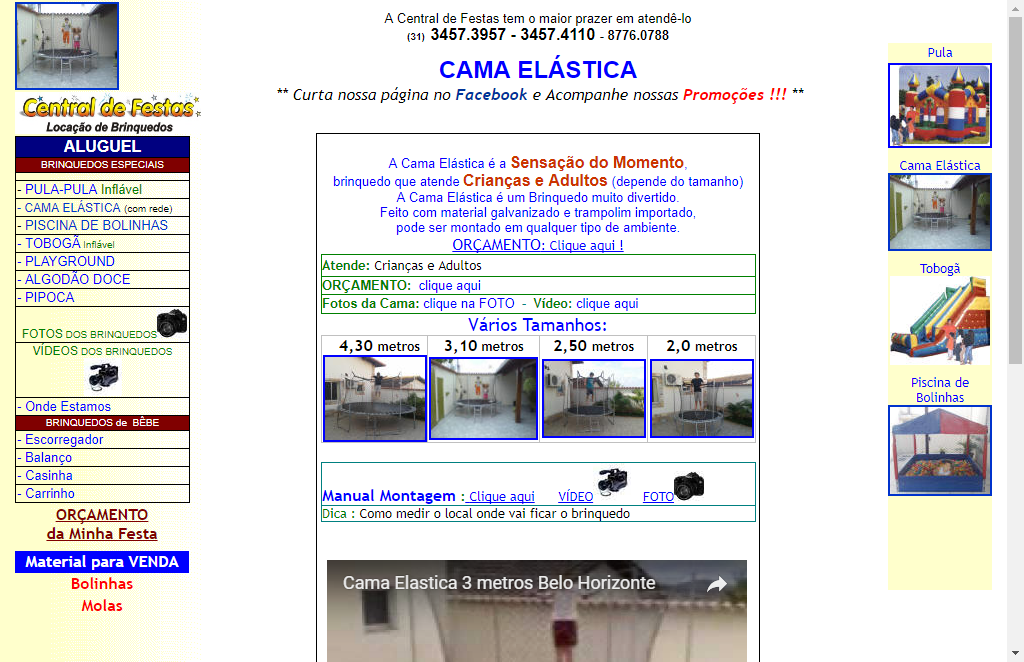 Central de Festas
Locação de Brinquedos
ALUGUEL
BRINQUEDOS ESPECIAIS
- PULA-PULA Inflável
- CAMA ELÁSTICA (com rede)
- PISCINA DE BOLINHAS
- TOBOGÃ Inflável
- PLAYGROUND
- ALGODÃO DOCE
- PIPOCA
FOTOS DOS BRINQUEDOS
VÍDEOS DOS BRINQUEDOS
- Onde Estamos
BRINQUEDOS de BÊBE
- Escorregador
- Balanço
- Casinha
- Carrinho
ORÇAMENTO
da Minha Festa
Material para VENDA
Bolinhas
Molas
A Central de Festas tem o maior prazer em atendê-lo
(31) 3457.3957 - 3457.4110 - 8776.0788
CAMA ELÁSTICA
** Curta nossa página no Facebook e Acompanhe nossas Promoções !!! **
A Cama Elástica é a Sensação do Momento,
brinquedo que atende Crianças e Adultos (depende do tamanho)
A Cama Elástica é um Brinquedo muito divertido.
Feito com material galvanizado e trampolim importado,
pode ser montado em qualquer tipo de ambiente.
ORÇAMENTO: Clique aqui !
Atende: Crianças e Adultos
ORÇAMENTO: clique aqui
Fotos da Cama: clique na FOTO - Vídeo: clique aqui
Vários Tamanhos:
4,30 metros 3,10 metros 2,50 metros 2,0 metros
Manual Montagem : Clique aqui VÍDEO FOTO
Dica : Como medir o local onde vai ficar o brinquedo
Cama Elastica 3 metros Belo Horizonte
Pula
Cama Elástica
Tobogã
Piscina de
Bolinhas